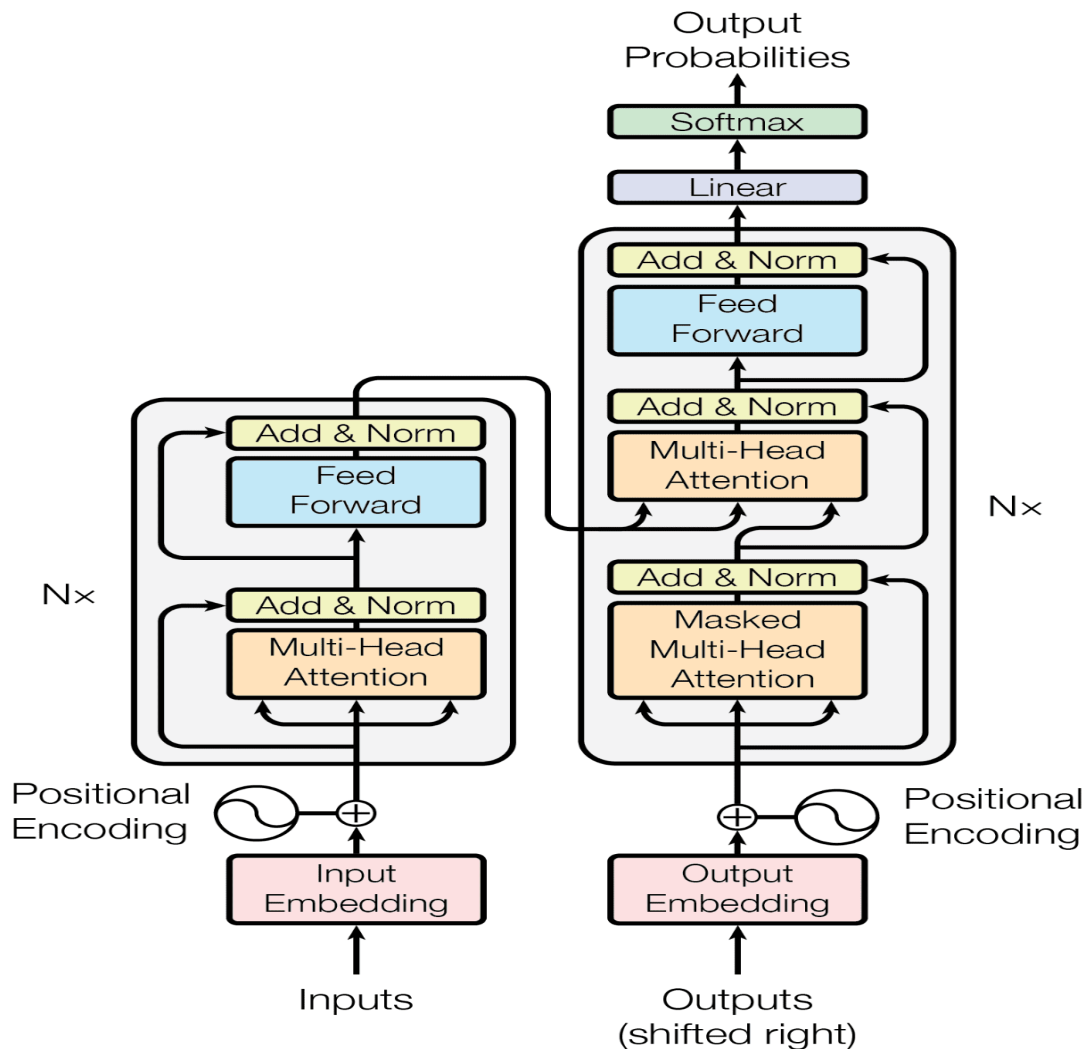 Output
Probabilities
Softmax
Linear
Add & Norm
Feed
Forward
Add & Norm
Multi-Head
Attention
Nx
Add & Norm
Masked
Multi-Head
Attention
Add & Norm
Feed
Forward
Nx
Add & Norm
Multi-Head
Attention
Positional
Encoding
Positional
Encoding
Input
Embedding
Output
Embedding
Inputs
Outputs
(shifted right)